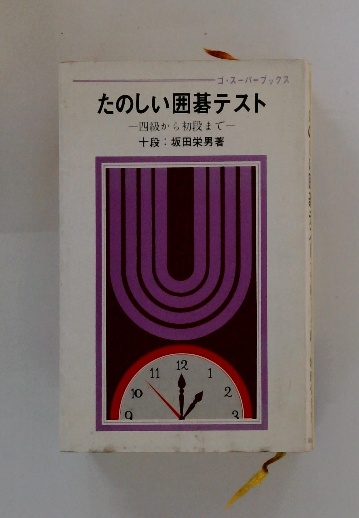 ゴ・スーパーブックス
たのしい囲碁テスト
―四級から初段まで―
十段：坂田栄男著
12
11
1
10
2
9
3